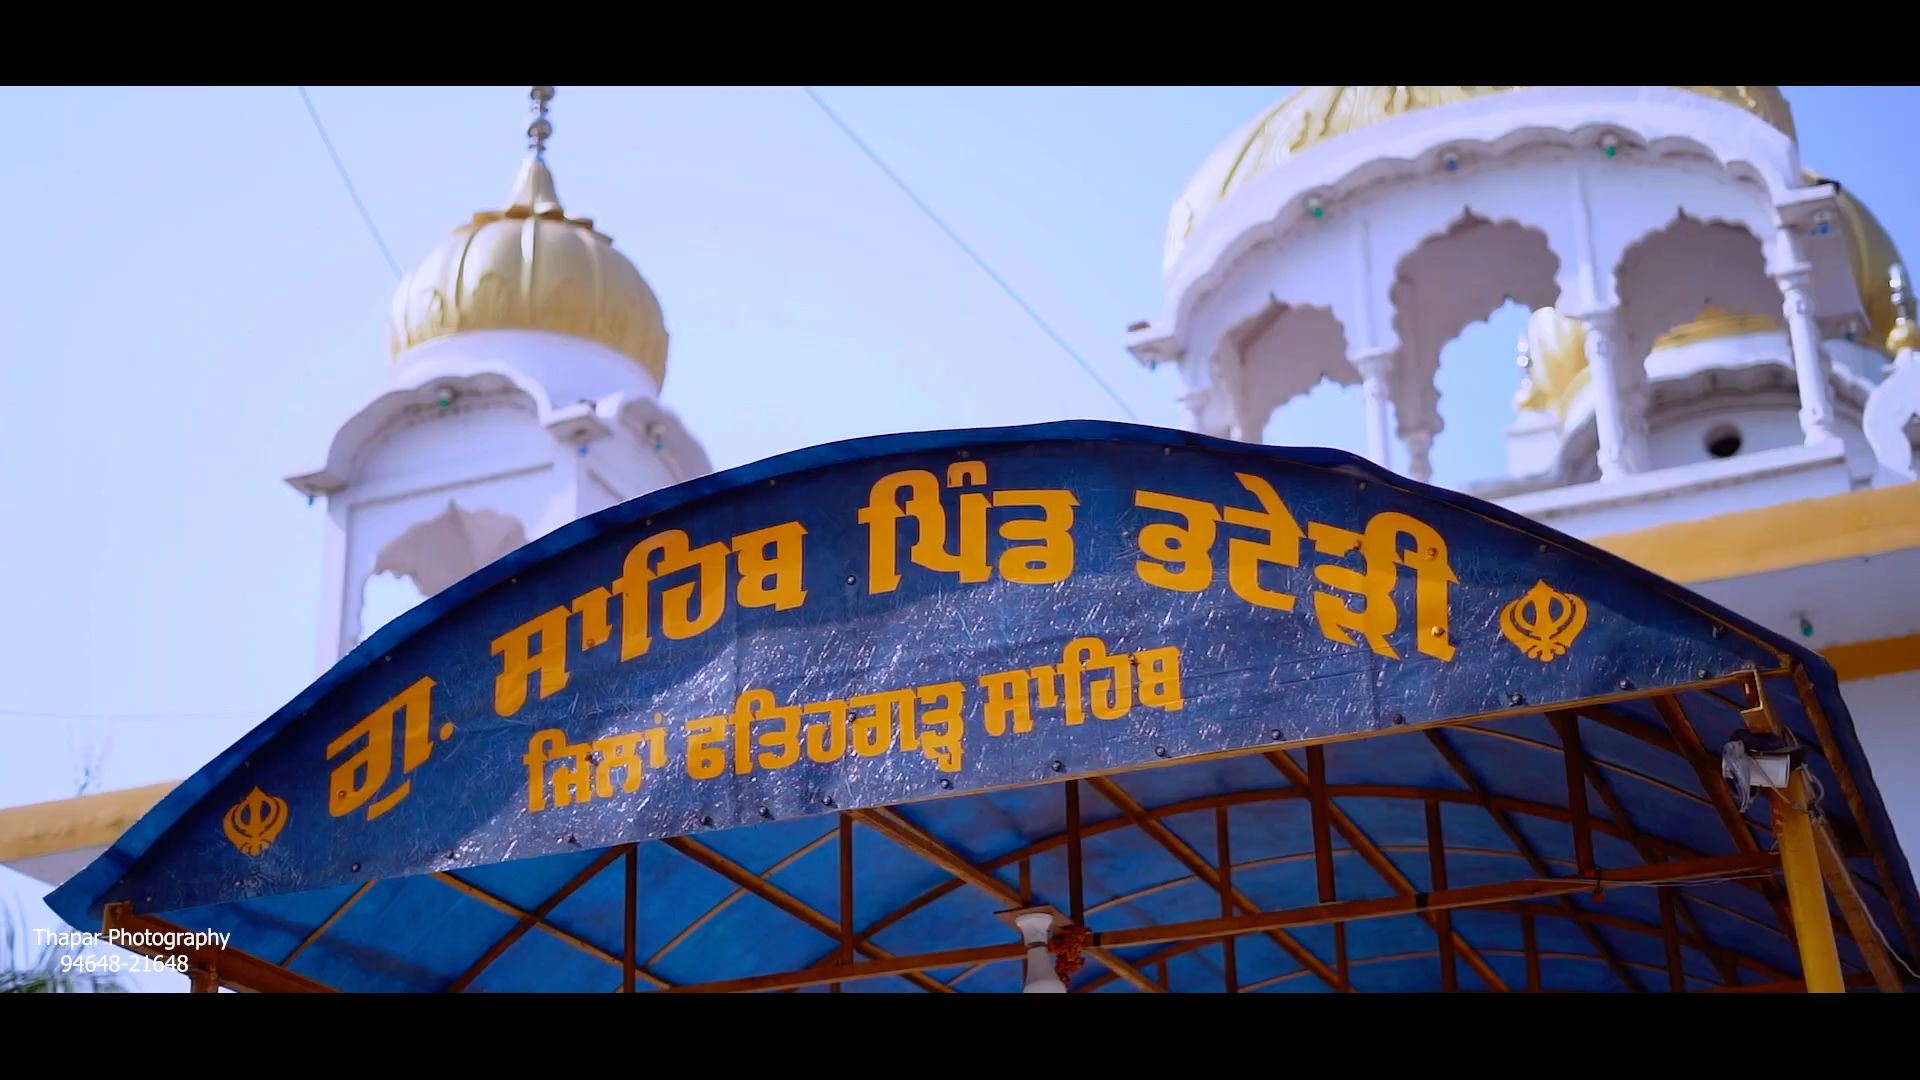 ਗੁ. ਸਾਹਿਬ ਪਿੰਡ ਭਟੇੜੀ
ਜਿਲਾਂ ਫਤਿਹਗੜ੍ਹ ਸਾਹਿਬ
Thapar Photography
94648-21648